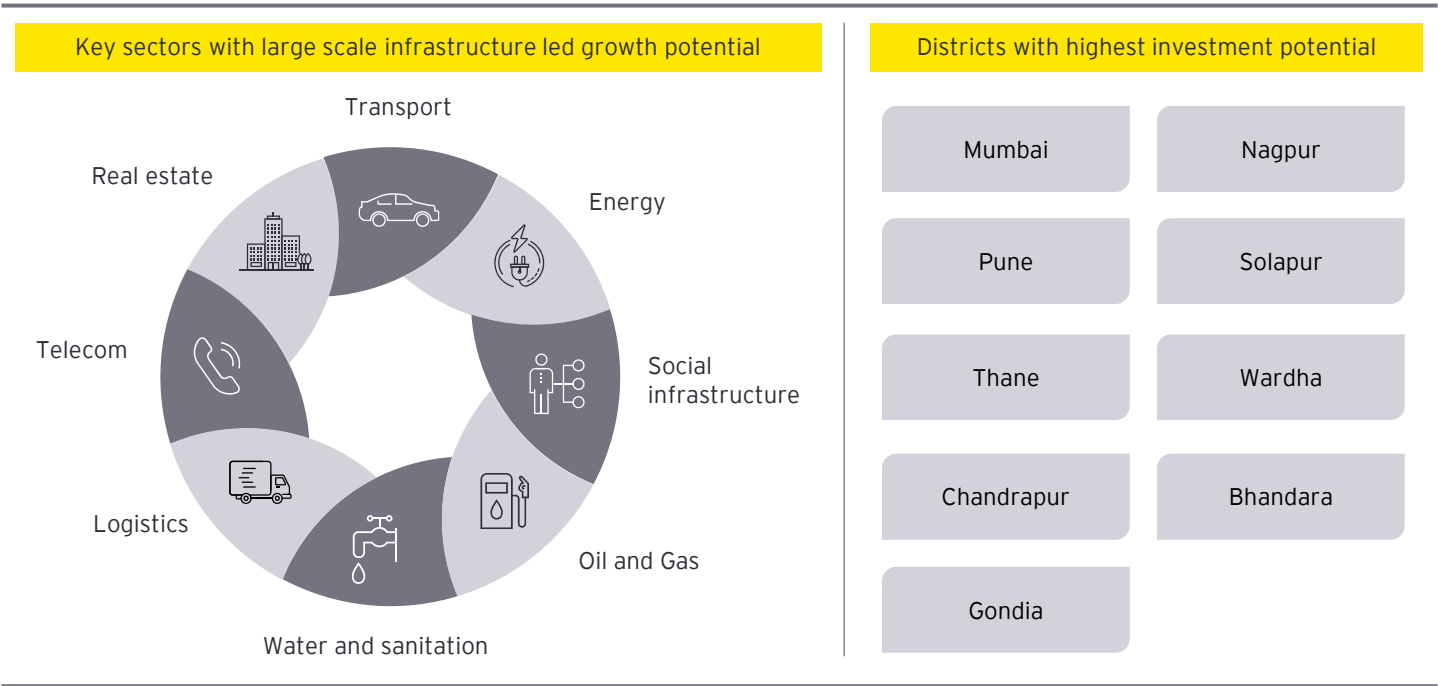 Key sectors with large scale infrastructure led growth potential
Transport
Energy
Social
infrastructure
Oil and Gas
Water and sanitation
Logistics
Telecom
Real estate
Districts with highest investment potential
Mumbai
Nagpur
Pune
Solapur
Thane
Wardha
Chandrapur
Bhandara
Gondia